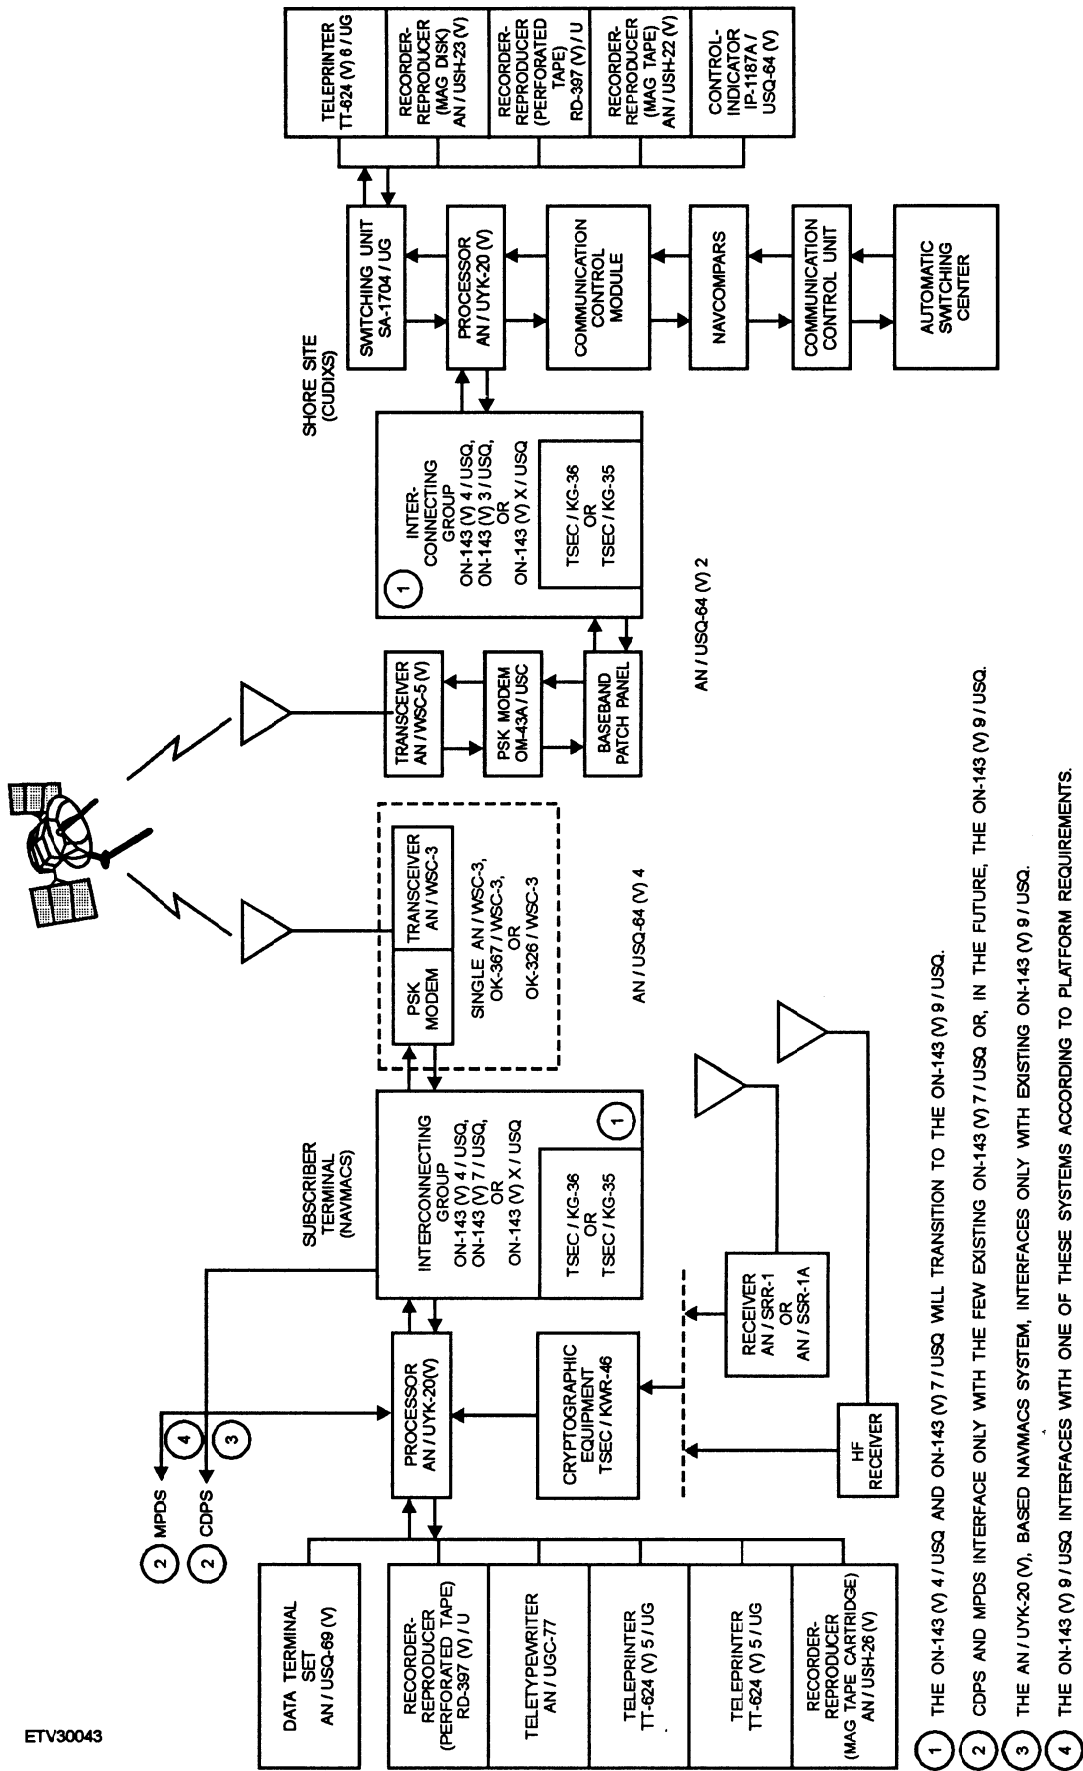 ETV30043
SUBSCRIBER
TERMINAL
(NAVMACS)
SHORE SITE
(CUDIXS)
2
MPDS
2
CDPS
4
3
DATA TERMINAL
SET
AN / USQ-69 (V)
RECORDER-
REPRODUCER
(PERFORATED TAPE)
RD-397 (V) / U
TELETYPEWRITER
AN / UGC-77
TELEPRINTER
TT-624 (V) 5 / UG
TELEPRINTER
TT-624 (V) 5 / UG
RECORDER-
REPRODUCER
(MAG TAPE CARTRIDGE)
AN / USH-26 (V)
PROCESSOR
AN / UYK-20(V)
CRYPTOGRAPHIC
EQUIPMENT
TSEC / KWR-46
HF
RECEIVER
RECEIVER
AN / SRR-1
OR
AN / SSR-1A
INTERCONNECTING
GROUP
ON-143 (V) 4 / USQ,
ON-143 (V) 7 / USQ,
OR
ON-143 (V) X / USQ
TSEC / KG-36
OR
TSEC / KG-35
1
PSK
MODEM
TRANSCEIVER
AN / WSC-3
SINGLE AN / WSC-3,
OK-367 / WSC-3,
OR
OK-326 / WSC-3
AN / USQ-64 (V) 4
TRANSCEIVER
AN / WSC-5 (V)
PSK MODEM
OM-43A / USC
BASEBAND
PATCH PANEL
1
INTER-
CONNECTING
GROUP
ON-143 (V) 4 / USQ,
ON-143 (V) 3 / USQ,
OR
ON-143 (V) X / USQ
TSEC / KG-36
OR
TSEC / KG-35
AN / USQ-64 (V) 2
SWITCHING UNIT
SA-1704 / UG
PROCESSOR
AN / UYK-20 (V)
COMMUNICATION
CONTROL
MODULE
NAVCOMPARS
COMMUNICATION
CONTROL UNIT
AUTOMATIC
SWITCHING
CENTER
TELEPRINTER
TT-624 (V) 6 / UG
RECORDER-
REPRODUCER
(MAG DISK)
AN / USH-23 (V)
RECORDER-
REPRODUCER
(PERFORATED
TAPE)
RD-397 (V) / U
RECORDER-
REPRODUCER
(MAG TAPE)
AN / USH-22 (V)
CONTROL-
INDICATOR
IP-1187A /
USQ-64 (V)
1 THE ON-143 (V) 4 / USQ AND ON-143 (V) 7 / USQ WILL TRANSITION TO THE ON-143 (V) 9 / USQ.
2 CDPS AND MPDS INTERFACE ONLY WITH THE FEW EXISTING ON-143 (V) 7 / USQ OR, IN THE FUTURE, THE ON-143 (V) 9 / USQ.
3 THE AN / UYK-20 (V), BASED NAVMACS SYSTEM, INTERFACES ONLY WITH EXISTING ON-143 (V) 9 / USQ.
4 THE ON-143 (V) 9 / USQ INTERFACES WITH ONE OF THESE SYSTEMS ACCORDING TO PLATFORM REQUIREMENTS.